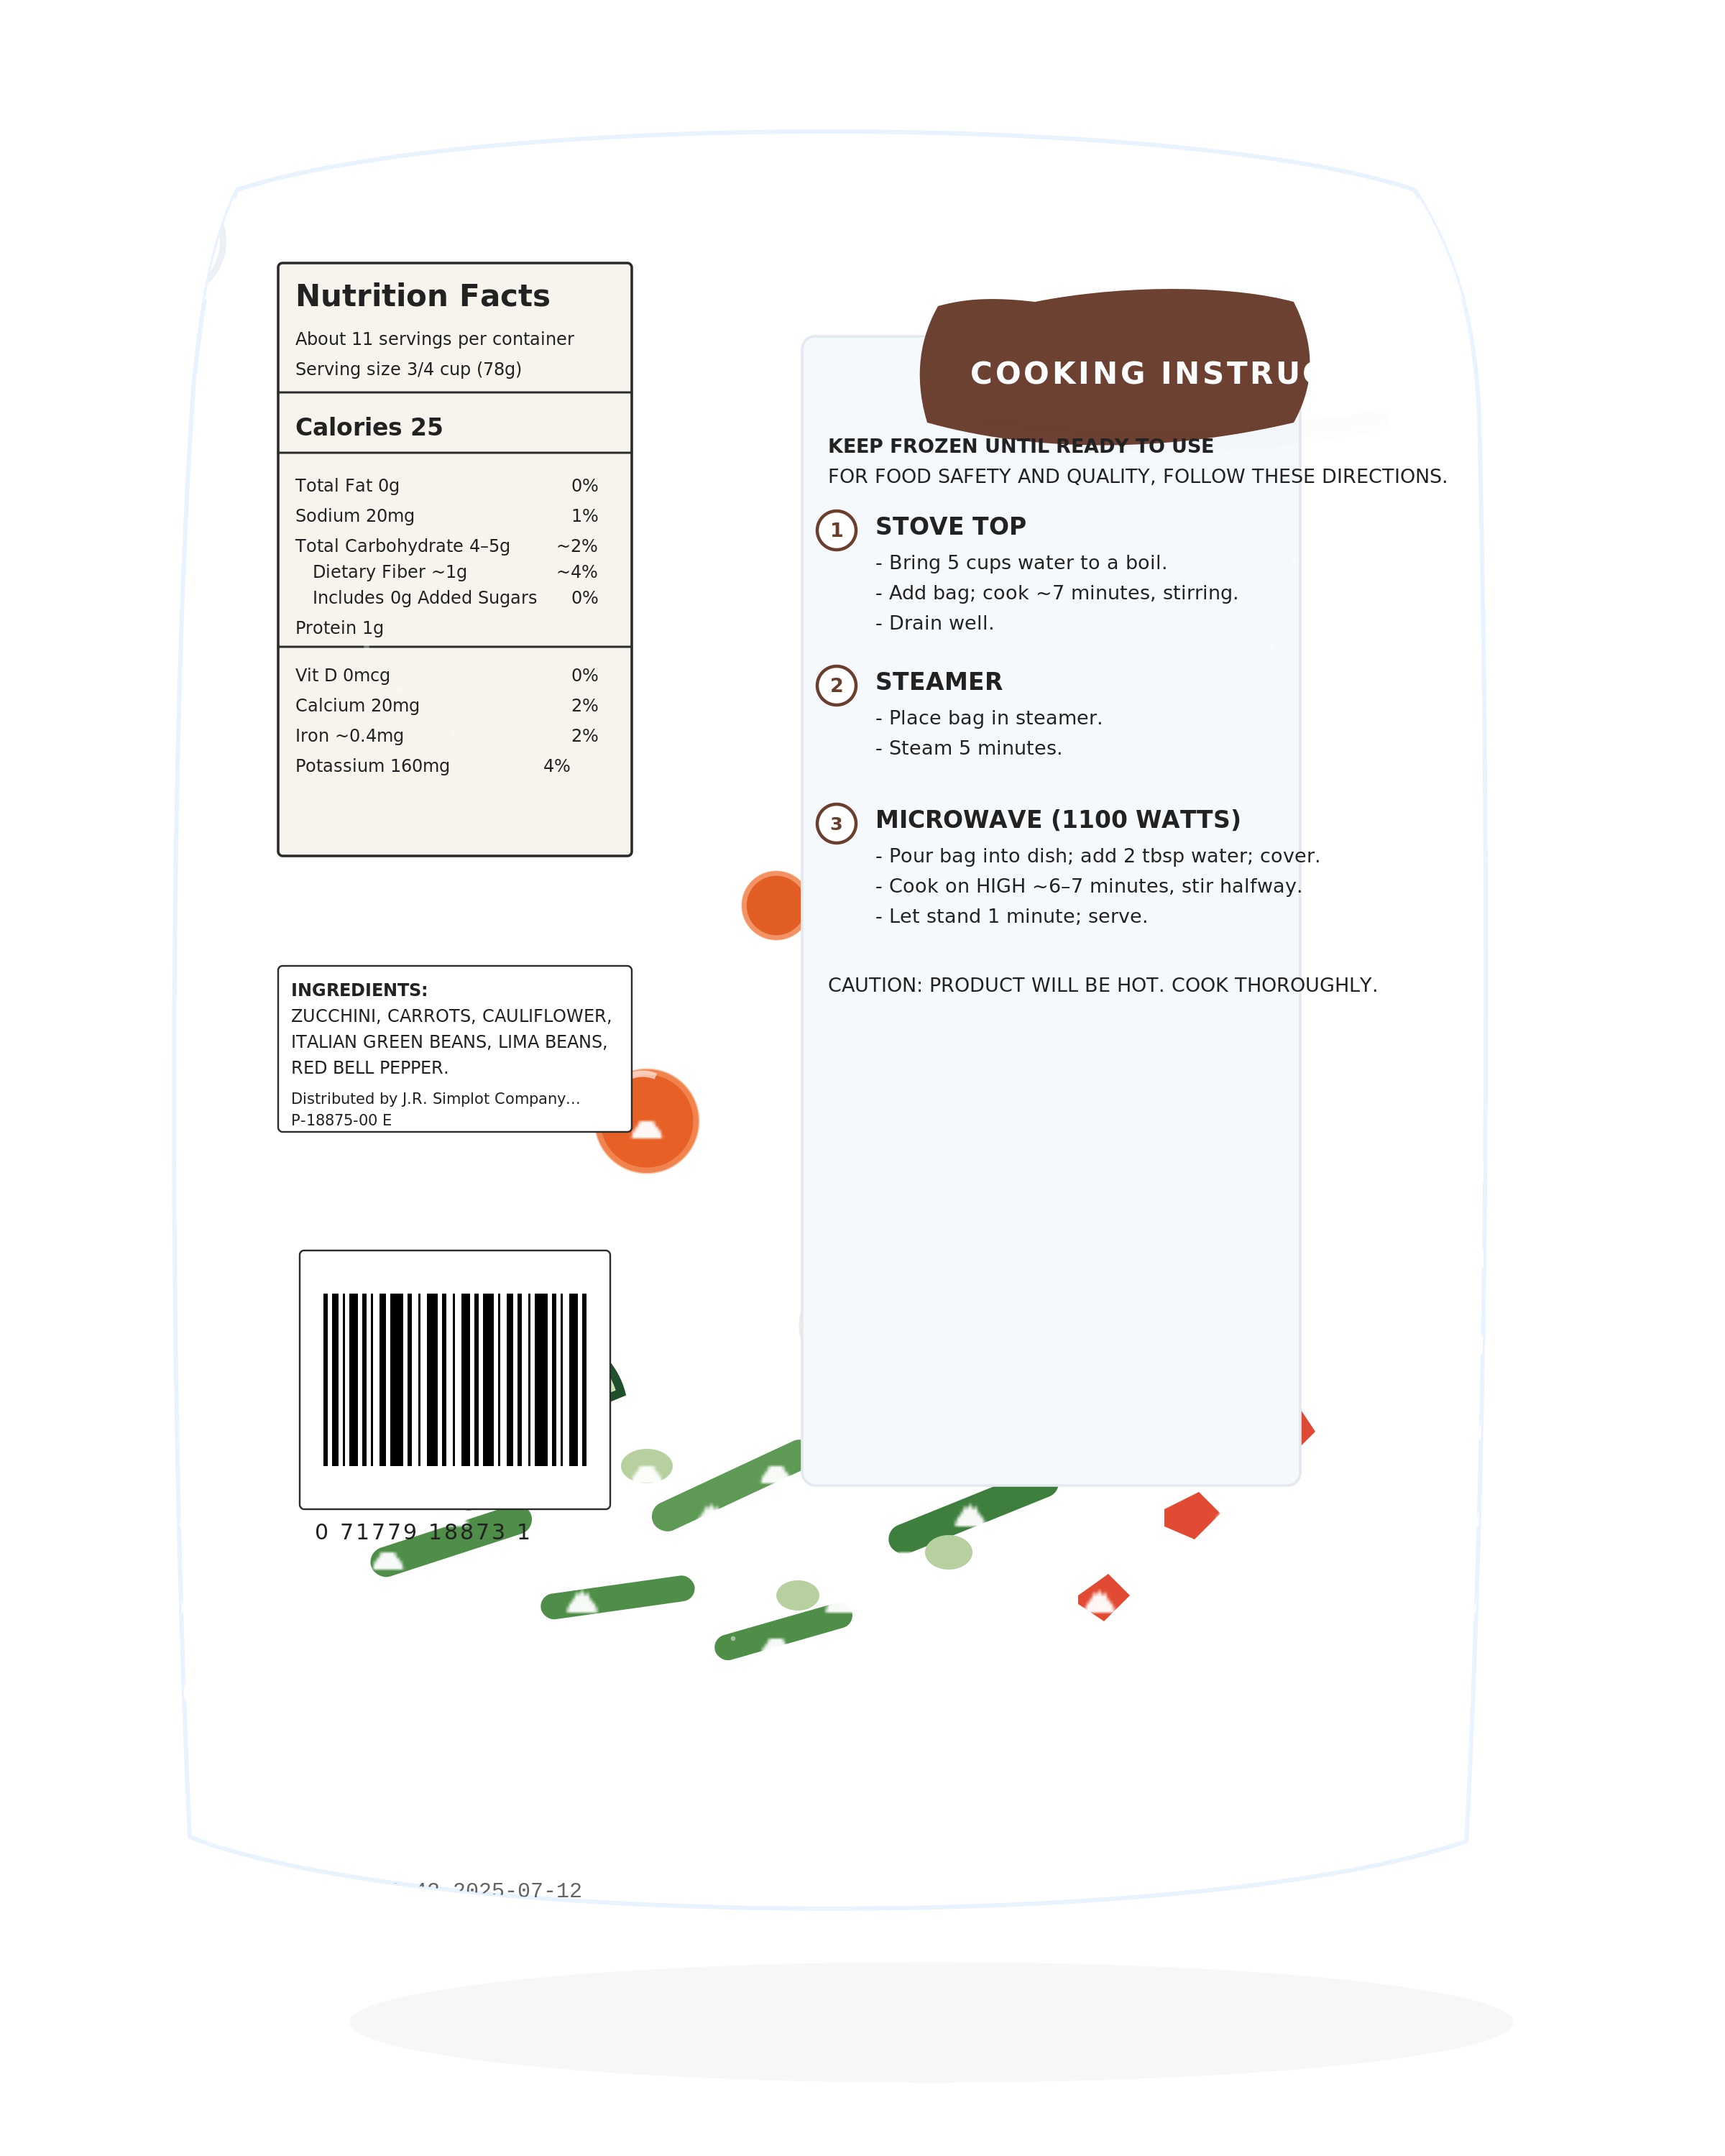 Nutrition Facts
About 11 servings per container
Serving size 3/4 cup (78g)
Calories 25
Total Fat 0g 0%
Sodium 20mg 1%
Total Carbohydrate 4–5g ~2%
Dietary Fiber ~1g ~4%
Includes 0g Added Sugars 0%
Protein 1g
Vit D 0mcg 0%
Calcium 20mg 2%
Iron ~0.4mg 2%
Potassium 160mg 4%
INGREDIENTS:
ZUCCHINI, CARROTS, CAULIFLOWER,
ITALIAN GREEN BEANS, LIMA BEANS,
RED BELL PEPPER.
Distributed by J.R. Simplot Company...
P-18875-00 E
0 71779 18873 1
COOKING INSTRUC
KEEP FROZEN UNTIL READY TO USE
FOR FOOD SAFETY AND QUALITY, FOLLOW THESE DIRECTIONS.
1 STOVE TOP
- Bring 5 cups water to a boil.
- Add bag; cook ~7 minutes, stirring.
- Drain well.
2 STEAMER
- Place bag in steamer.
- Steam 5 minutes.
3 MICROWAVE (1100 WATTS)
- Pour bag into dish; add 2 tbsp water; cover.
- Cook on HIGH ~6–7 minutes, stir halfway.
- Let stand 1 minute; serve.
CAUTION: PRODUCT WILL BE HOT. COOK THOROUGHLY.
2025-07-12